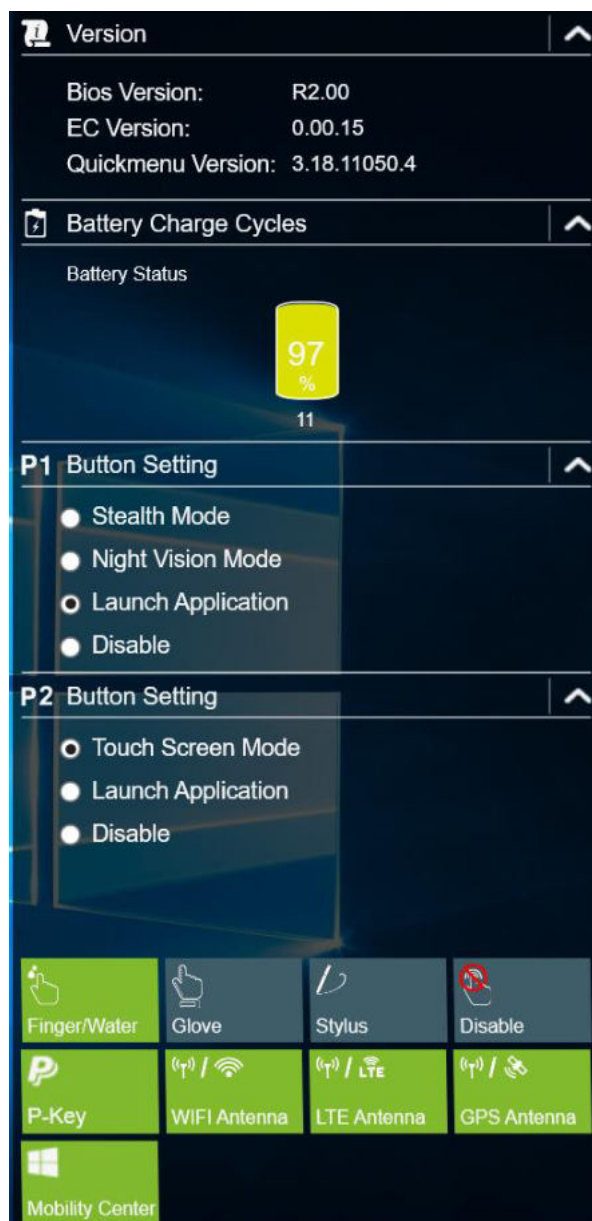 Version
Bios Version: R2.00
EC Version: 0.00.15
Quickmenu Version: 3.18.11050.4
Battery Charge Cycles
Battery Status
97
%
11
P1 Button Setting
Stealth Mode
Night Vision Mode
Launch Application
Disable
P2 Button Setting
Touch Screen Mode
Launch Application
Disable
Finger/Water Glove Stylus Disable
LTE
P-Key WIFI Antenna LTE Antenna GPS Antenna
Mobility Center